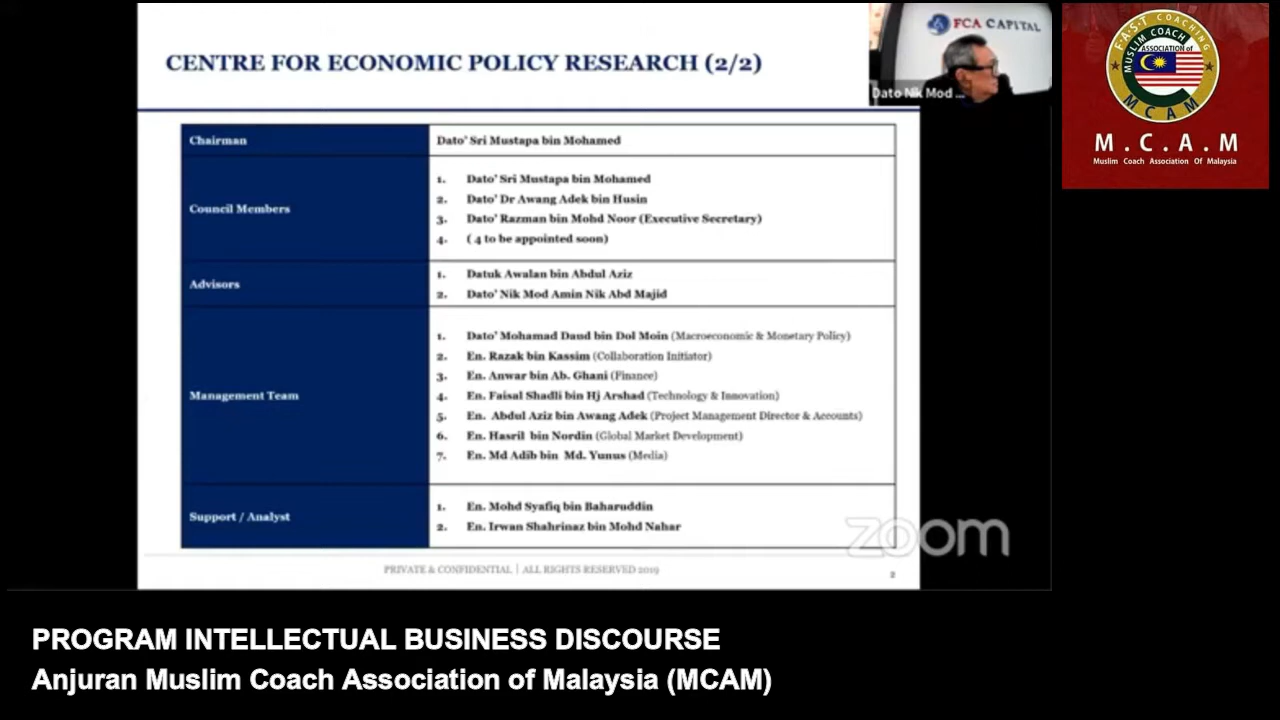 CENTRE FOR ECONOMIC POLICY RESEARCH (2/2)
FCA CAPITAL
Dato Nik Mod ...
F.A.S.T COACHING
MUSLIM COACH
ASSOCIATION of
MCAM
M.C.A.M
Muslim Coach Association Of Malaysia
Chairman
Dato' Sri Mustapa bin Mohamed
Council Members
1. Dato' Sri Mustapa bin Mohamed
2. Dato' Dr Awang Adek bin Husin
3. Dato' Razman bin Mohd Noor (Executive Secretary)
4. ( 4 to be appointed soon)
Advisors
1. Datuk Awalan bin Abdul Aziz
2. Dato' Nik Mod Amin Nik Abd Majid
Management Team
1. Dato' Mohamad Daud bin Dol Moin (Macroeconomic & Monetary Policy)
2. En. Razak bin Kassim (Collaboration Initiator)
3. En. Anwar bin Ab. Ghani (Finance)
4. En. Faisal Shadli bin Hj Arshad (Technology & Innovation)
5. En. Abdul Aziz bin Awang Adek (Project Management Director & Accounts)
6. En. Hasril bin Nordin (Global Market Development)
7. En. Md Adib bin Md. Yunus (Media)
Support / Analyst
1. En. Mohd Syafiq bin Baharuddin
2. En. Irwan Shahrinaz bin Mohd Nahar
zoom
PRIVATE & CONFIDENTIAL | ALL RIGHTS RESERVED 2019
2
PROGRAM INTELLECTUAL BUSINESS DISCOURSE
Anjuran Muslim Coach Association of Malaysia (MCAM)